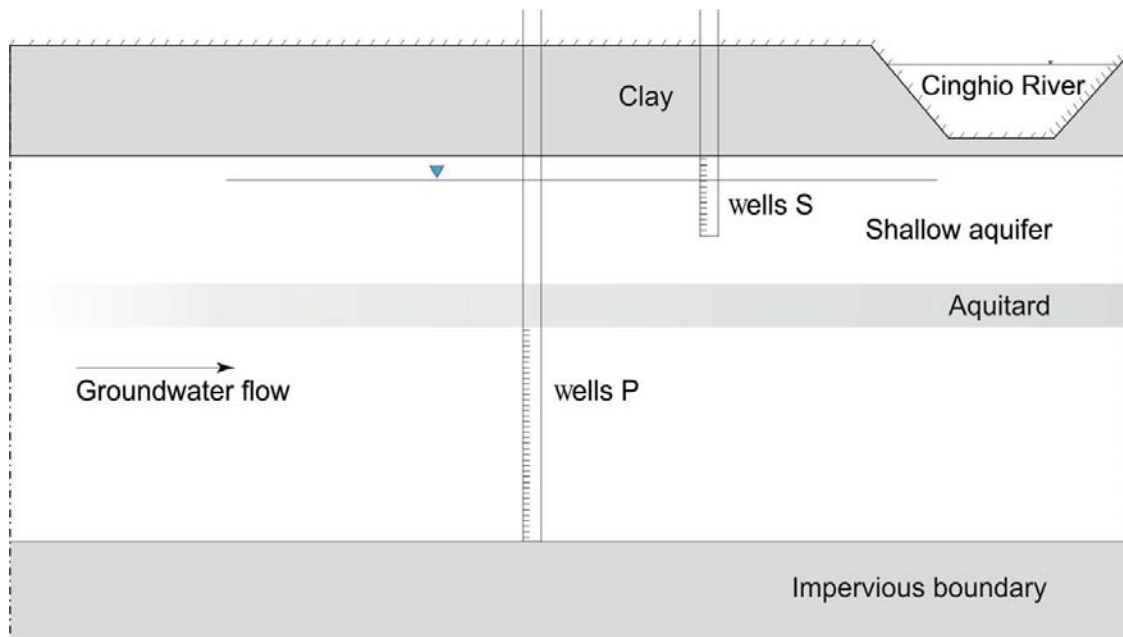 Clay
Cinghio River
wells S
Shallow aquifer
Aquitard
Groundwater flow
wells P
Impervious boundary